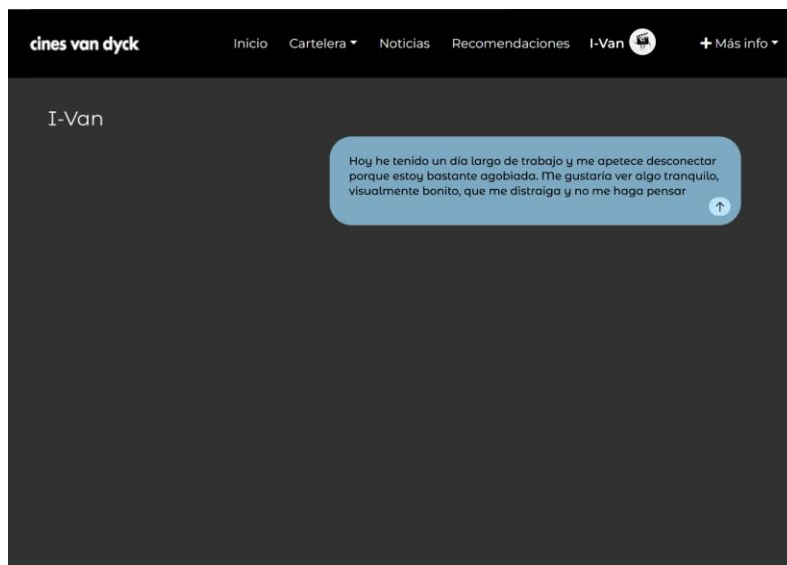 cines van dyck Inicio Cartelera Noticias Recomendaciones I-Van + Más info
I-Van
Hoy he tenido un día largo de trabajo y me apetece desconectar
porque estoy bastante agobiada. Me gustaría ver algo tranquilo,
visualmente bonito, que me distraiga y no me haga pensar